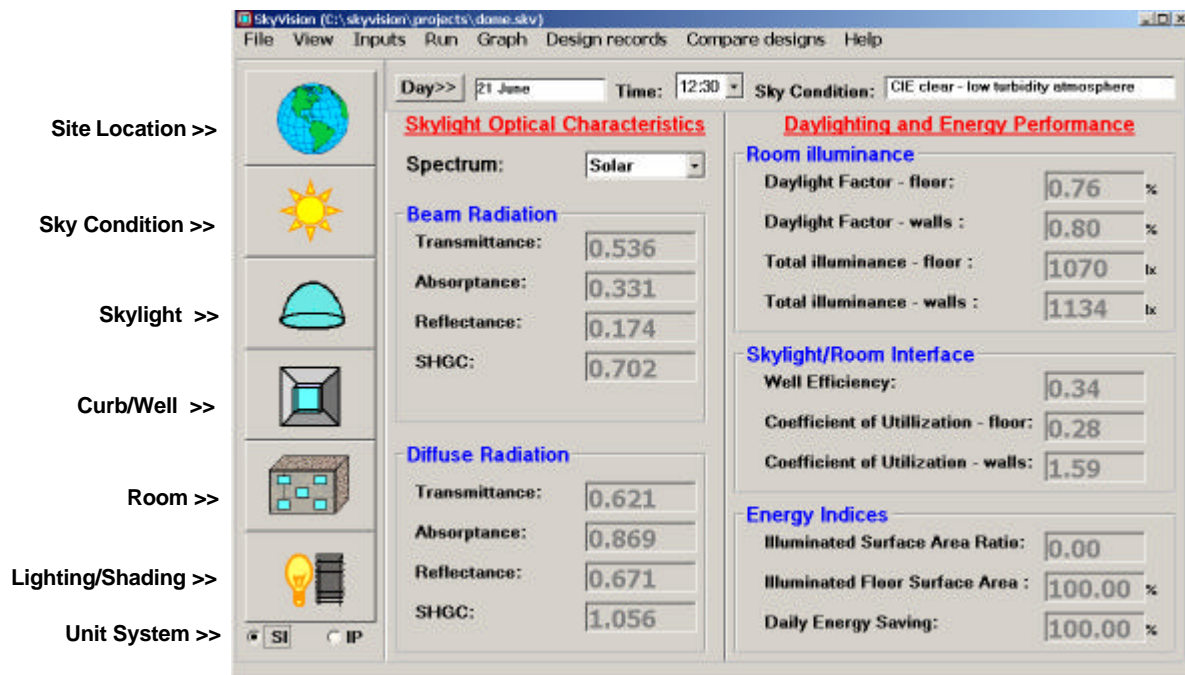 SkyVision (C:\skyvision\projects\dome.skv)
File View Inputs Run Graph Design records Compare designs Help
Day>> 21 June Time: 12:30 Sky Condition: CIE clear - low turbidity atmosphere
Site Location >>
Sky Condition >>
Skylight >>
Curb/Well >>
Room >>
Lighting/Shading >>
Unit System >>
SI IP
Skylight Optical Characteristics
Spectrum: Solar
Beam Radiation
Transmittance: 0.536
Absorptance: 0.331
Reflectance: 0.174
SHGC: 0.702
Diffuse Radiation
Transmittance: 0.621
Absorptance: 0.869
Reflectance: 0.671
SHGC: 1.056
Daylighting and Energy Performance
Room illuminance
Daylight Factor - floor: 0.76 %
Daylight Factor - walls : 0.80 %
Total illuminance - floor : 1070 lx
Total illuminance - walls : 1134 lx
Skylight/Room Interface
Well Efficiency: 0.34
Coefficient of Utillization - floor: 0.28
Coefficient of Utilization - walls: 1.59
Energy Indices
Illuminated Surface Area Ratio: 0.00
Illuminated Floor Surface Area : 100.00 %
Daily Energy Saving: 100.00 %